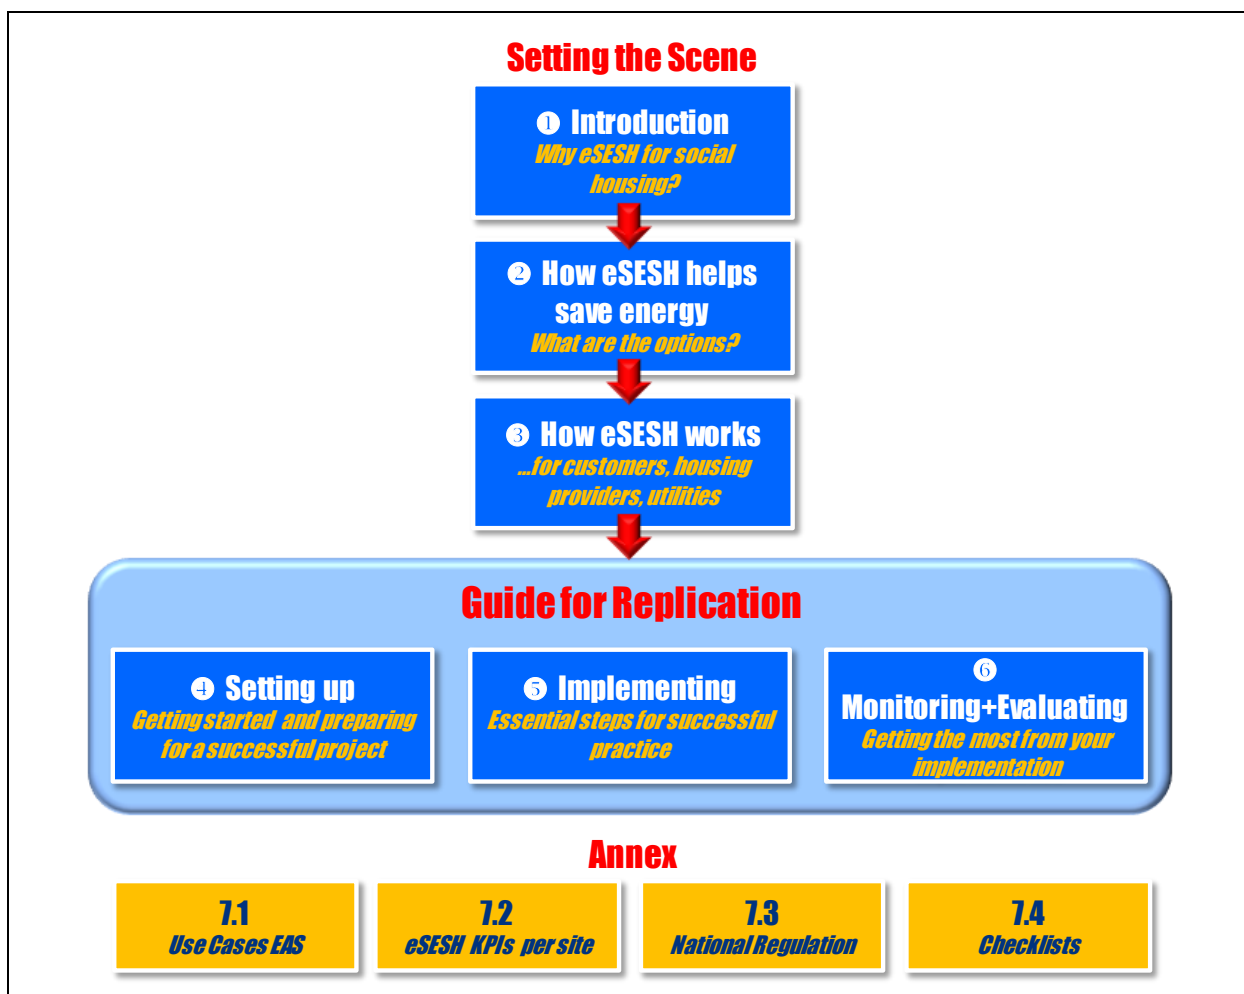 Setting the Scene
❶ Introduction
Why eSESH for social
housing?
❷ How eSESH helps
save energy
What are the options?
❸ How eSESH works
...for customers, housing
providers, utilities
Guide for Replication
❹ Setting up
Getting started and preparing
for a successful project
❺ Implementing
Essential steps for successful
practice
❻
Monitoring+Evaluating
Getting the most from your
implementation
Annex
7.1
Use Cases EAS
7.2
eSESH KPIs per site
7.3
National Regulation
7.4
Checklists